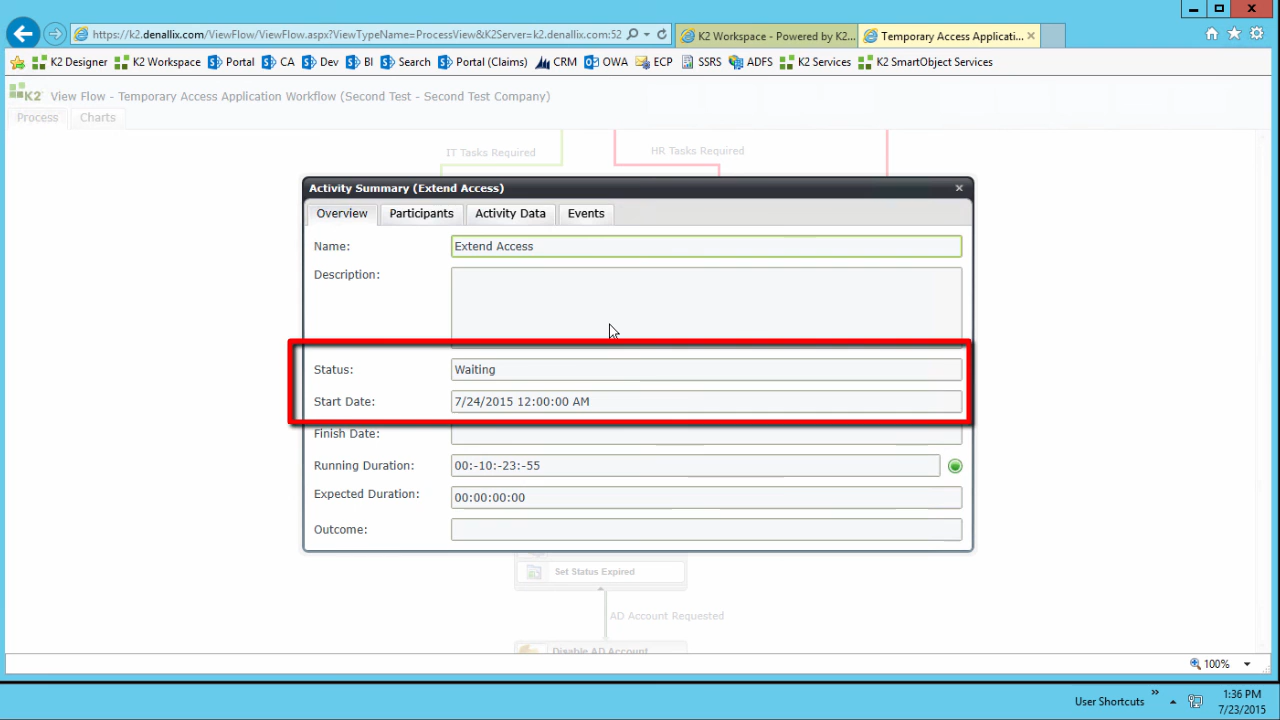 https://k2.denallix.com/ViewFlow/ViewFlow.aspx?ViewTypeName=ProcessView&K2Server=k2.denallix.com:52
K2 Workspace - Powered by K2...
Temporary Access Applicati...
K2 Designer
K2 Workspace
Portal
CA
Dev
BI
Search
Portal (Claims)
CRM
OWA
ECP
SSRS
ADFS
K2 Services
K2 SmartObject Services
K2 View Flow - Temporary Access Application Workflow (Second Test - Second Test Company)
Process
Charts
IT Tasks Required
HR Tasks Required
Activity Summary (Extend Access)
Overview
Participants
Activity Data
Events
Name: Extend Access
Description:
Status: Waiting
Start Date: 7/24/2015 12:00:00 AM
Finish Date:
Running Duration: 00:-10:-23:-55
Expected Duration: 00:00:00:00
Outcome:
Set Status Expired
AD Account Requested
Disable AD Account
100%
User Shortcuts
1:36 PM
7/23/2015